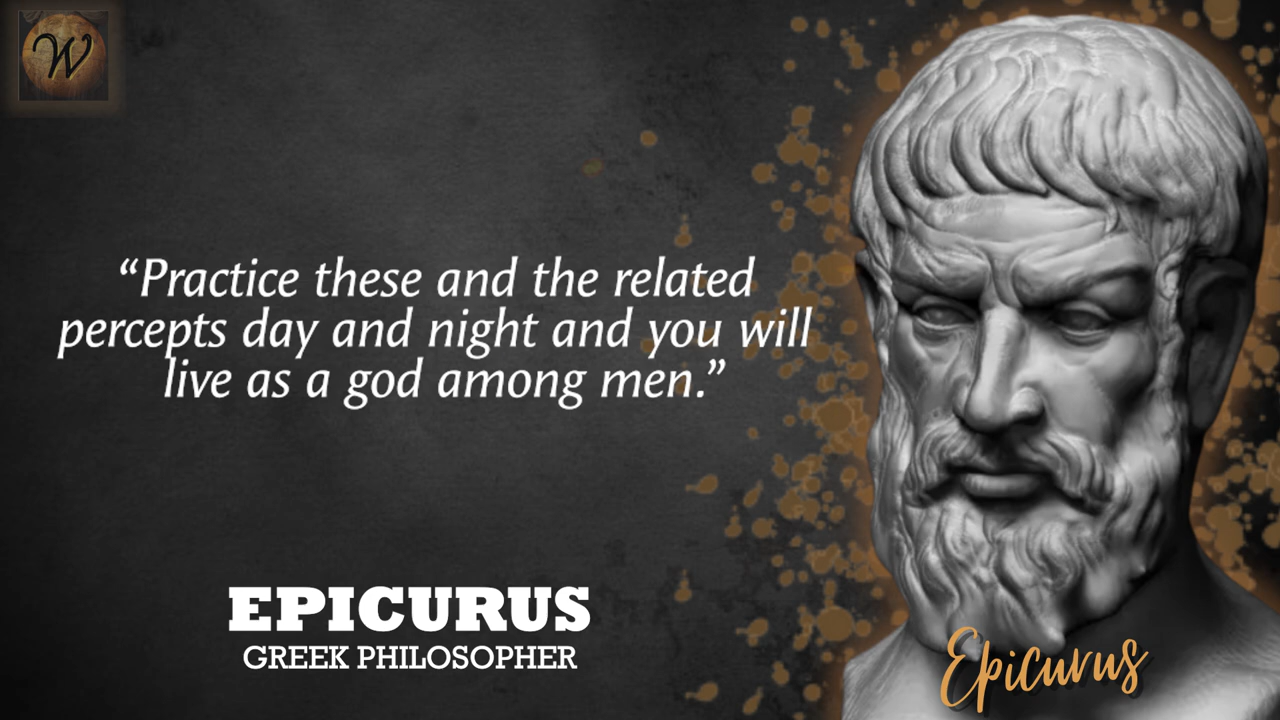 W
“Practice these and the related
percepts day and night and you will
live as a god among men.”
EPICURUS
GREEK PHILOSOPHER
Epicurus